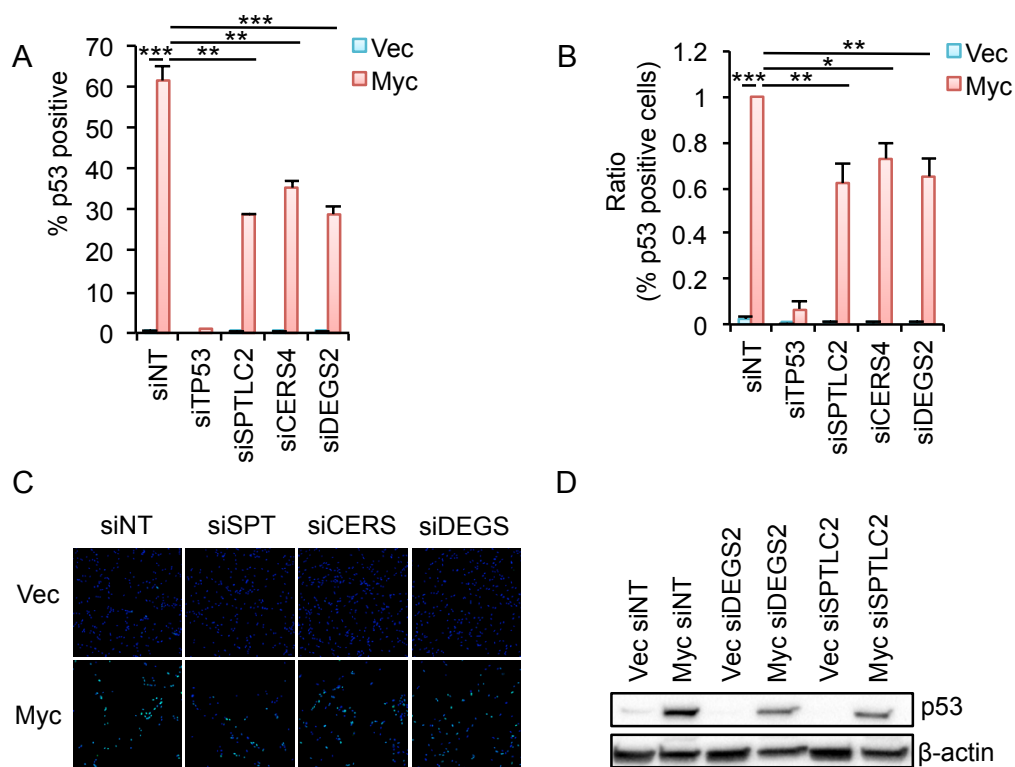 A
% p53 positive
70
60
50
40
30
20
10
0
***
**
***
**
Vec
Myc
siNT
siTP53
siSPTLC2
siCERS4
siDEGS2
B
Ratio
(% p53 positive cells)
1.2
1
0.8
0.6
0.4
0.2
0
**
*
***
**
Vec
Myc
siNT
siTP53
siSPTLC2
siCERS4
siDEGS2
C
siNT siSPT siCERS siDEGS
Vec
Myc
D
Vec siNT
Myc siNT
Vec siDEGS2
Myc siDEGS2
Vec siSPTLC2
Myc siSPTLC2
p53
β-actin